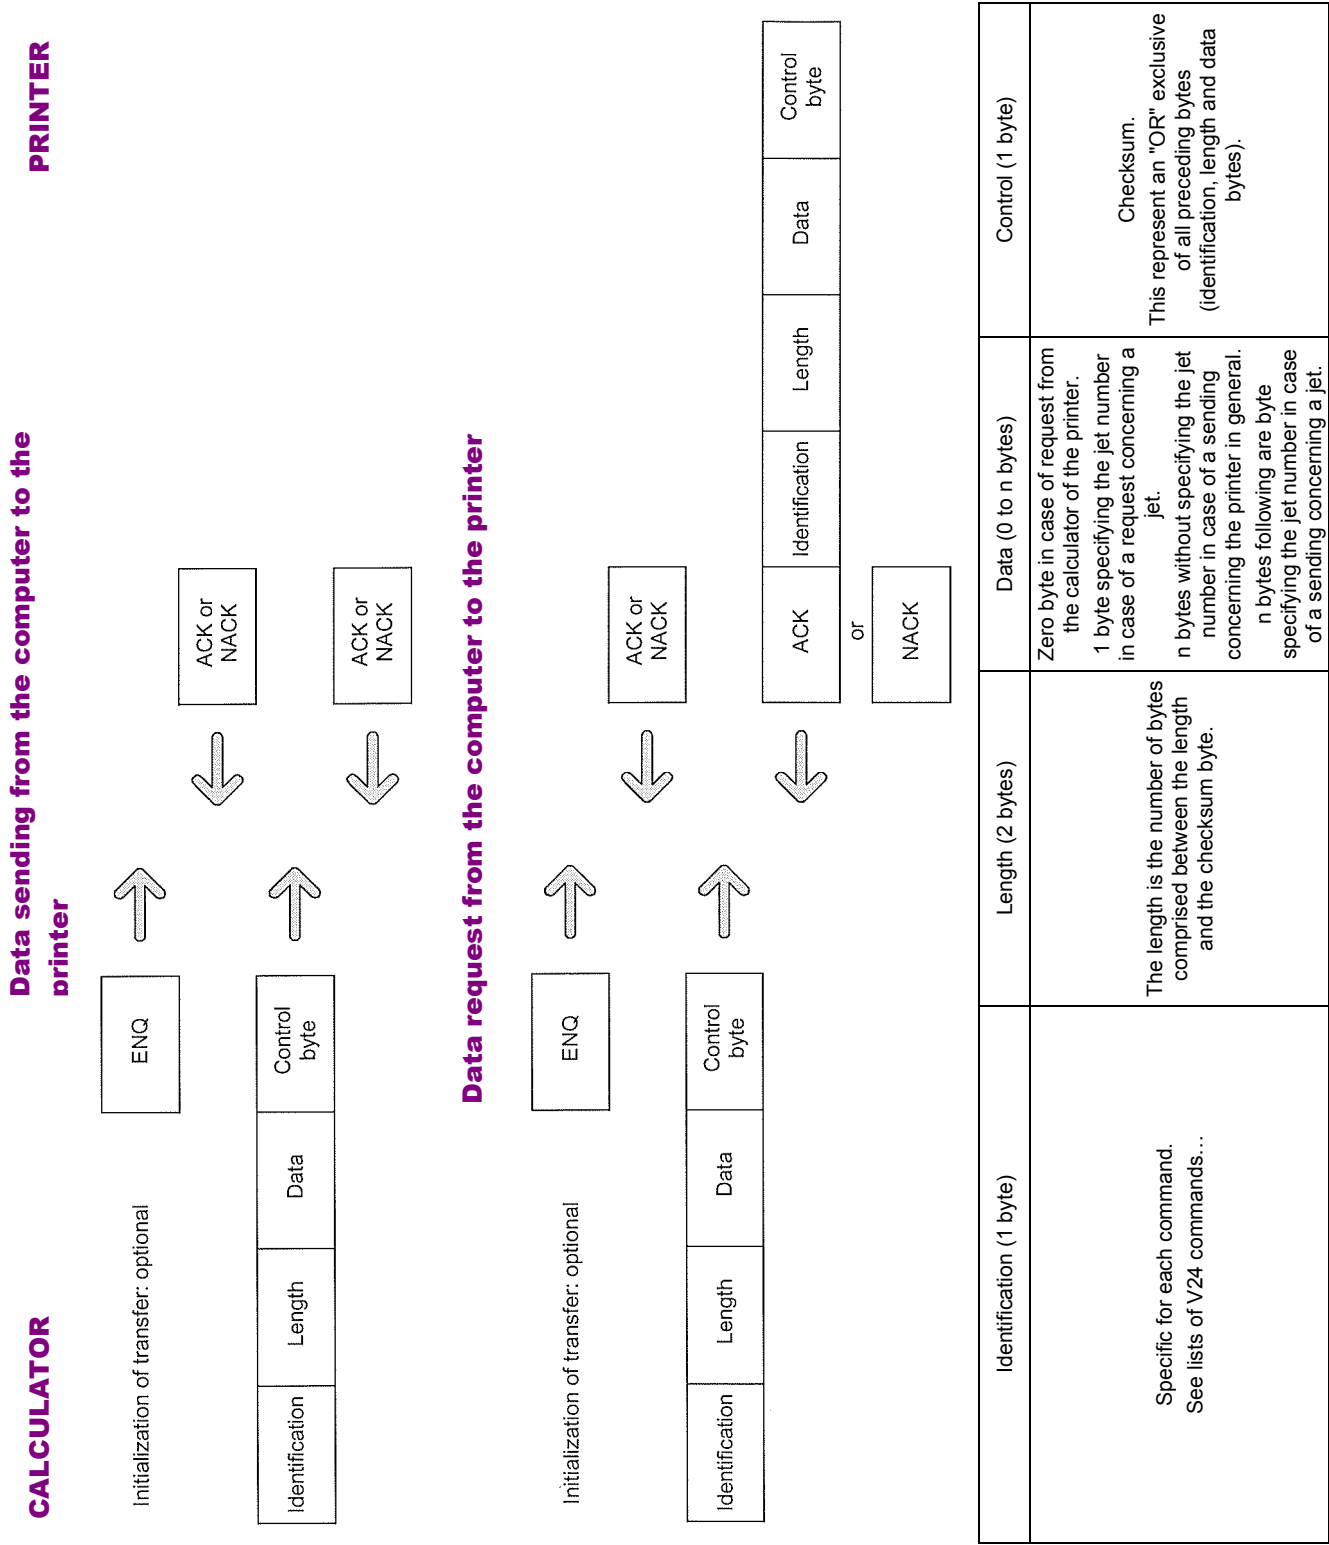 CALCULATOR
PRINTER
Data sending from the computer to the
printer
Initialization of transfer: optional
ENQ
ACK or
NACK
Identification
Length
Data
Control
byte
ACK or
NACK
Data request from the computer to the printer
Initialization of transfer: optional
ENQ
ACK or
NACK
Identification
Length
Data
Control
byte
ACK
Identification
Length
Data
Control
byte
or
NACK
Identification (1 byte)
Length (2 bytes)
Data (0 to n bytes)
Control (1 byte)
Specific for each command.
See lists of V24 commands…
The length is the number of bytes
comprised between the length
and the checksum byte.
Zero byte in case of request from
the calculator of the printer.
1 byte specifying the jet number
in case of a request concerning a
jet.
n bytes without specifying the jet
number in case of a sending
concerning the printer in general.
n bytes following are byte
specifying the jet number in case
of a sending concerning a jet.
Checksum.
This represent an "OR" exclusive
of all preceding bytes
(identification, length and data
bytes).